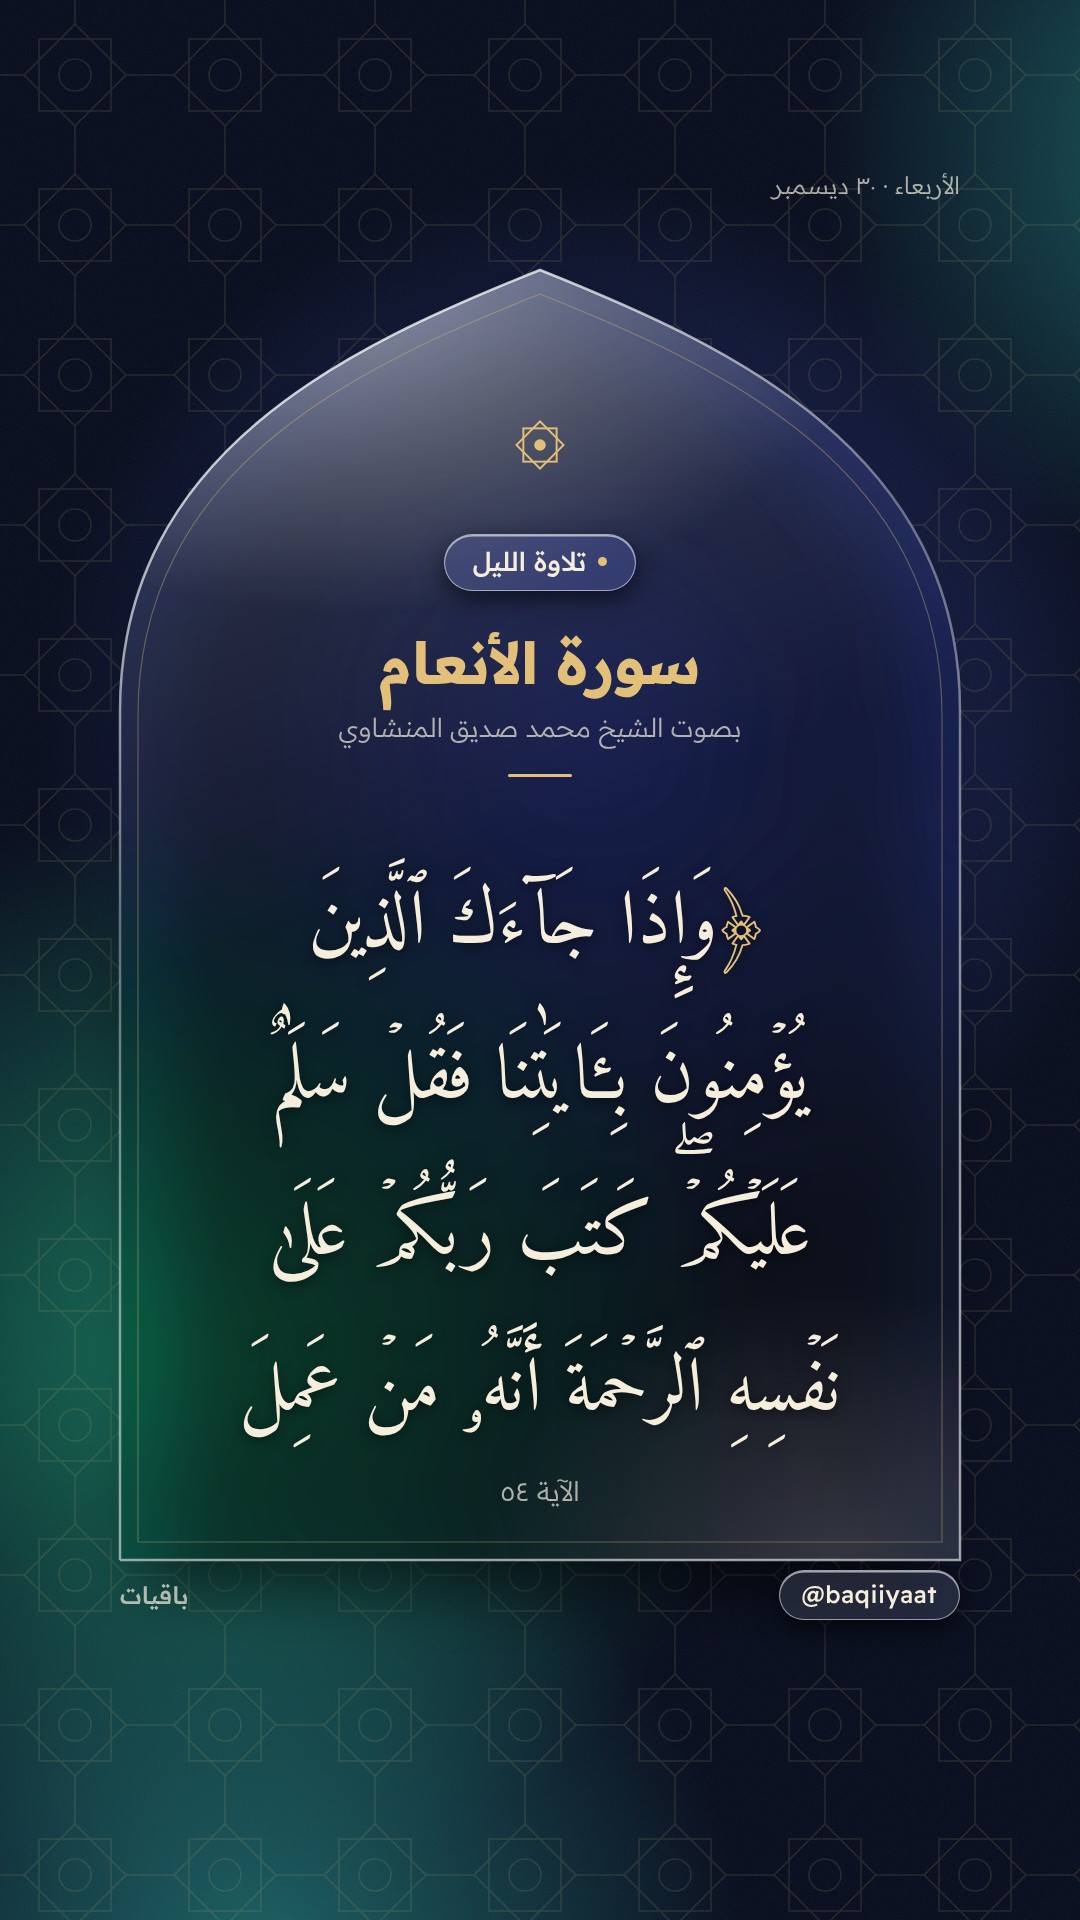 الأربعاء · ٣٠ ديسمبر
تلاوة الليل
سورة الأنعام
بصوت الشيخ محمد صديق المنشاوي
﴿وَإِذَا جَآءَكَ ٱلَّذِينَ
يُؤۡمِنُونَ بِـَٔايَٰتِنَا فَقُلۡ سَلَٰمٌ
عَلَيۡكُمۡۖ كَتَبَ رَبُّكُمۡ عَلَىٰ
نَفۡسِهِ ٱلرَّحۡمَةَ أَنَّهُۥ مَنۡ عَمِلَ
الآية ٥٤
@baqiiyaat
باقيات